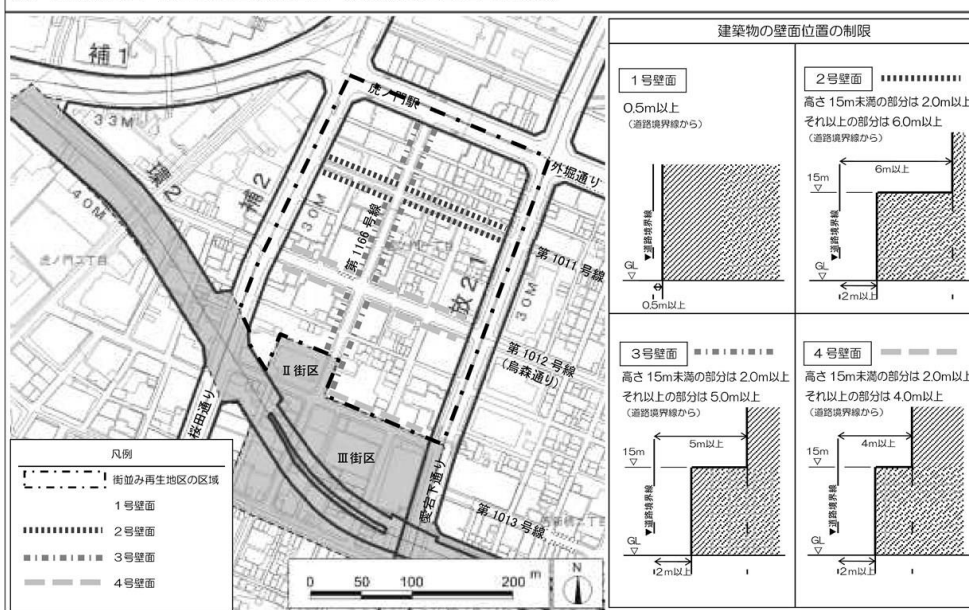 補1
虎ノ門駅
33M
環2
補2
外堀通り
40M
30M
第1166号線
虎ノ門二丁目
放21
30M
第1011号線
第1012号線
(烏森通り)
Ⅱ街区
Ⅲ街区
桜田通り
愛宕下通り
第1013号線
凡例
街並み再生地区の区域
1号壁面
2号壁面
3号壁面
4号壁面
0 50 100 200 m
N
建築物の壁面位置の制限
1号壁面
0.5m以上
(道路境界線から)
道路境界線
GL
0.5m以上
2号壁面
高さ15m未満の部分は2.0m以上
それ以上の部分は6.0m以上
(道路境界線から)
6m以上
15m
道路境界線
GL
2m以上
3号壁面
高さ15m未満の部分は2.0m以上
それ以上の部分は5.0m以上
(道路境界線から)
5m以上
15m
道路境界線
GL
2m以上
4号壁面
高さ15m未満の部分は2.0m以上
それ以上の部分は4.0m以上
(道路境界線から)
4m以上
15m
道路境界線
GL
2m以上